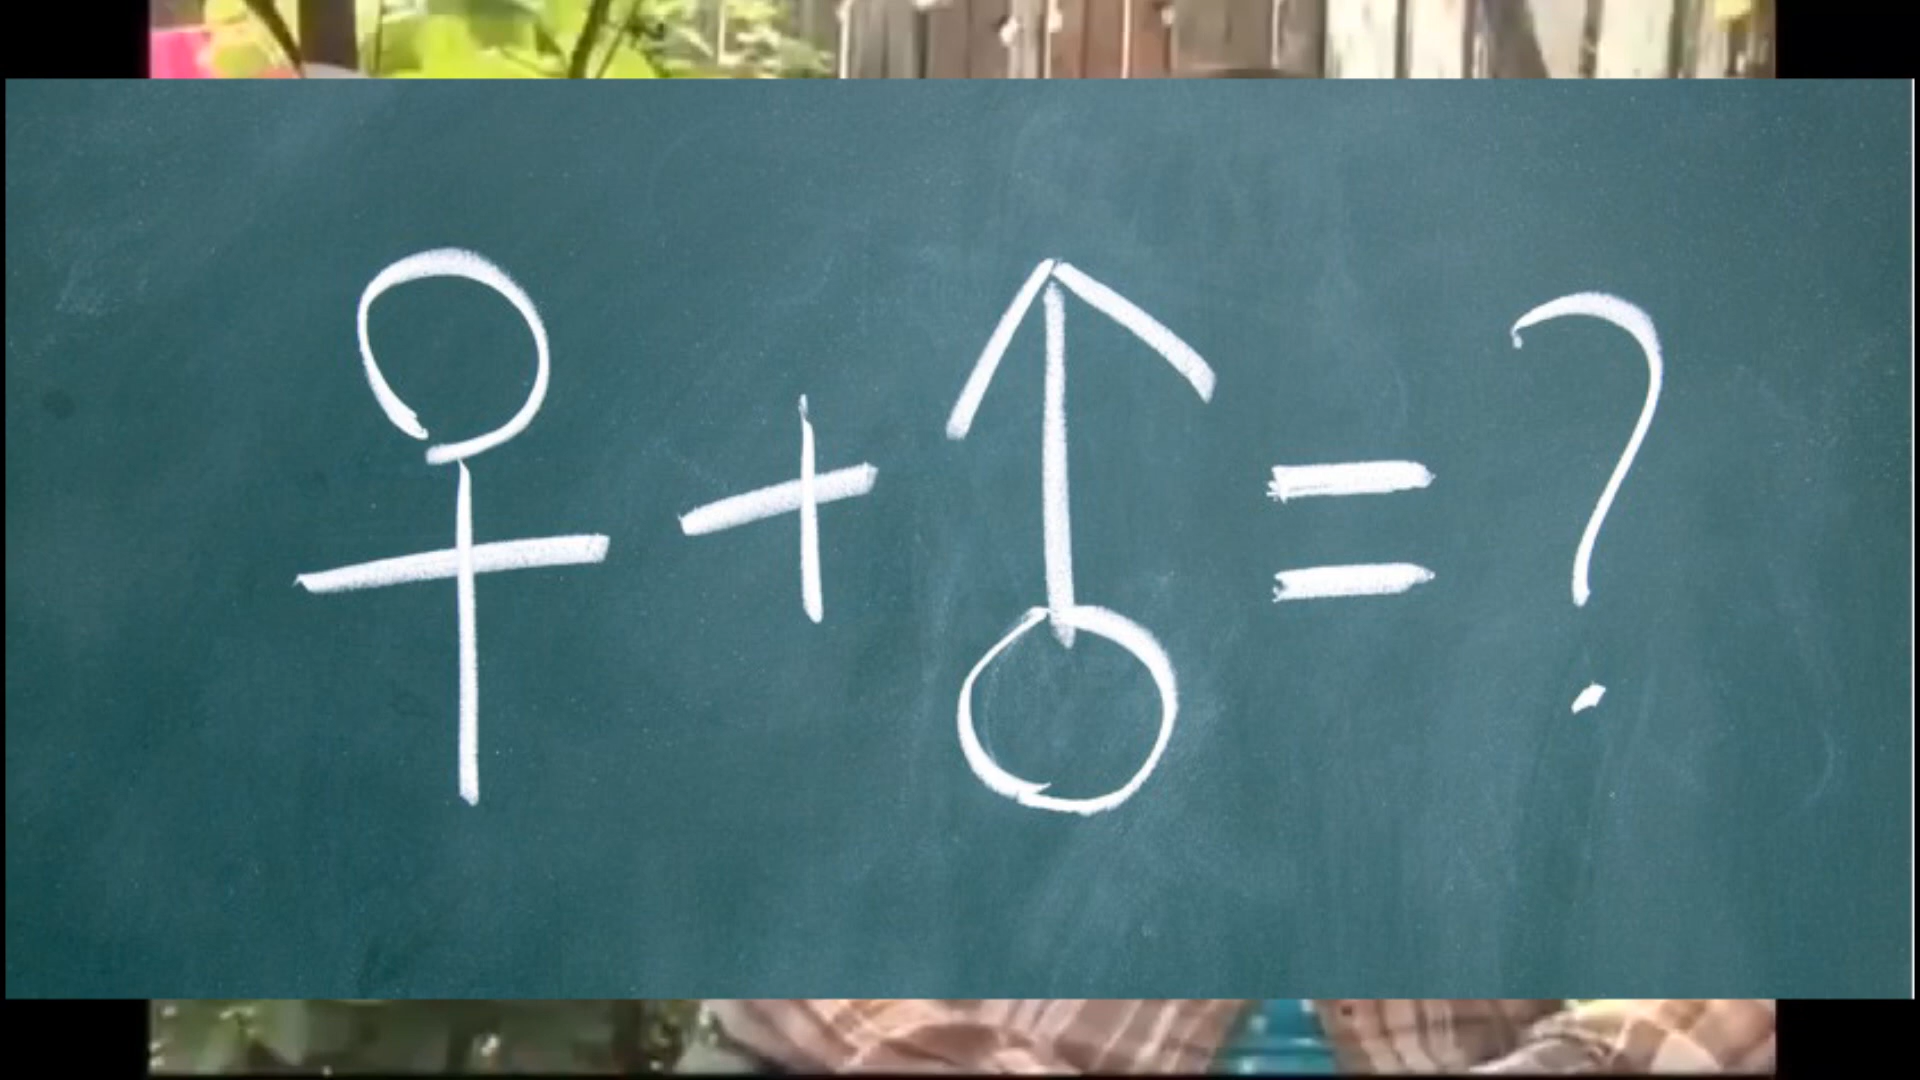 ♀ + ♂ = ?